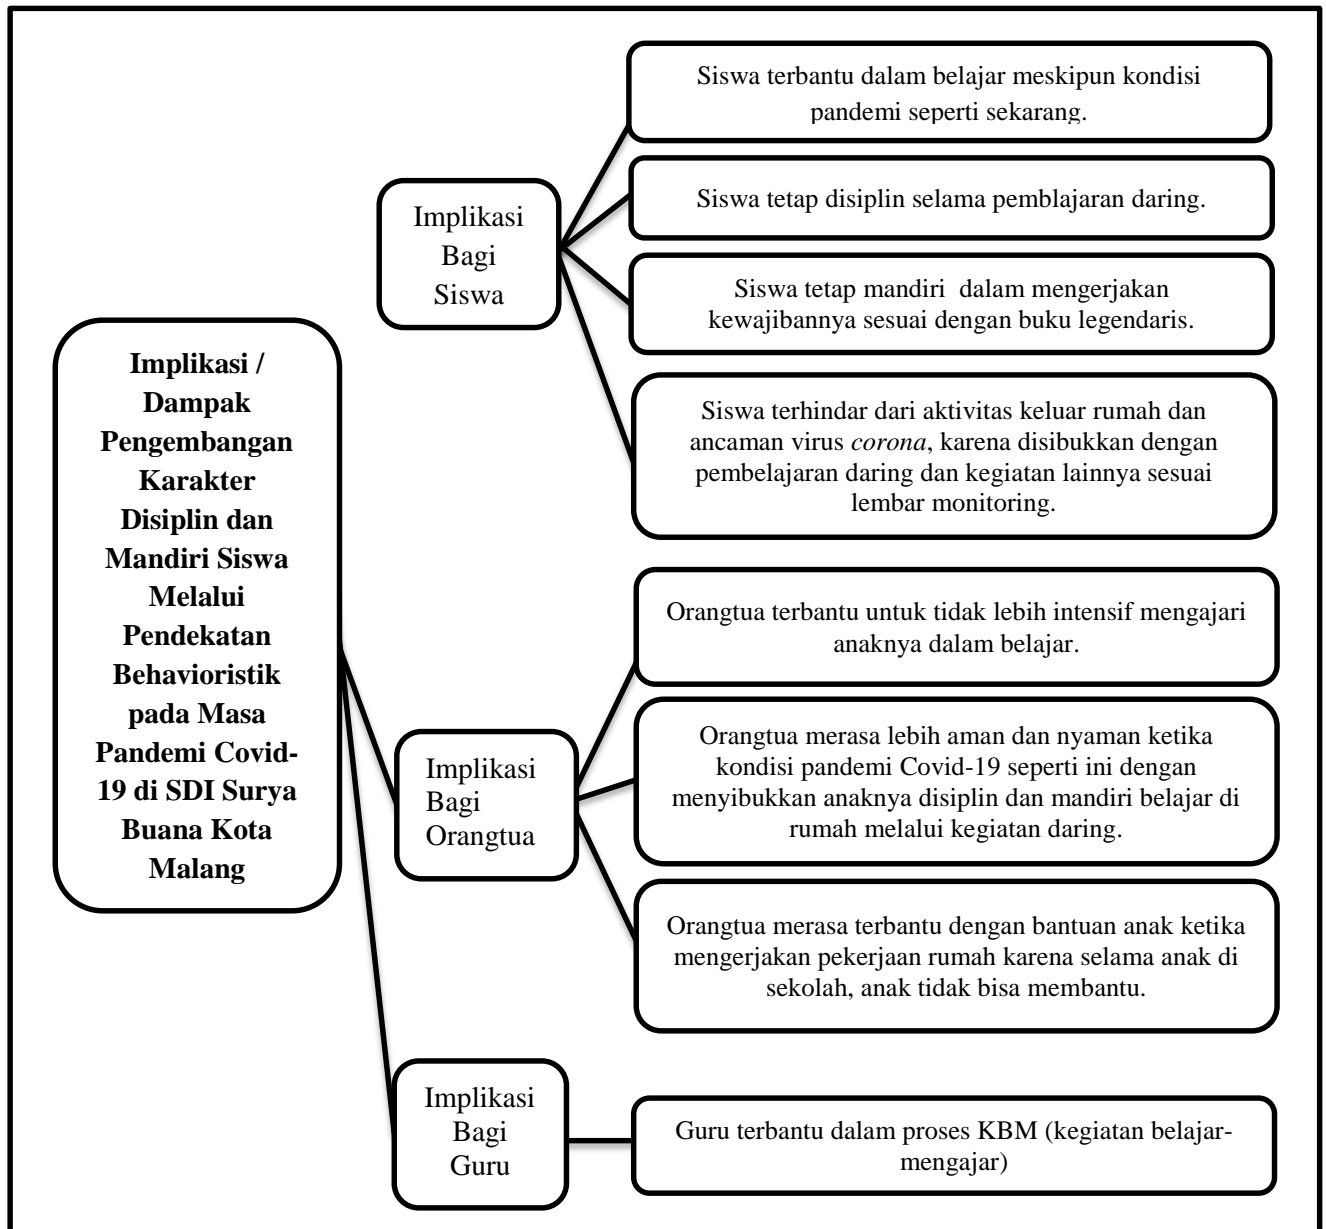 Implikasi /
Dampak
Pengembangan
Karakter
Disiplin dan
Mandiri Siswa
Melalui
Pendekatan
Behavioristik
pada Masa
Pandemi Covid-
19 di SDI Surya
Buana Kota
Malang
Implikasi
Bagi
Siswa
Siswa terbantu dalam belajar meskipun kondisi
pandemi seperti sekarang.
Siswa tetap disiplin selama pemblajaran daring.
Siswa tetap mandiri  dalam mengerjakan
kewajibannya sesuai dengan buku legendaris.
Siswa terhindar dari aktivitas keluar rumah dan
ancaman virus corona, karena disibukkan dengan
pembelajaran daring dan kegiatan lainnya sesuai
lembar monitoring.
Implikasi
Bagi
Orangtua
Orangtua terbantu untuk tidak lebih intensif mengajari
anaknya dalam belajar.
Orangtua merasa lebih aman dan nyaman ketika
kondisi pandemi Covid-19 seperti ini dengan
menyibukkan anaknya disiplin dan mandiri belajar di
rumah melalui kegiatan daring.
Orangtua merasa terbantu dengan bantuan anak ketika
mengerjakan pekerjaan rumah karena selama anak di
sekolah, anak tidak bisa membantu.
Implikasi
Bagi
Guru
Guru terbantu dalam proses KBM (kegiatan belajar-
mengajar)